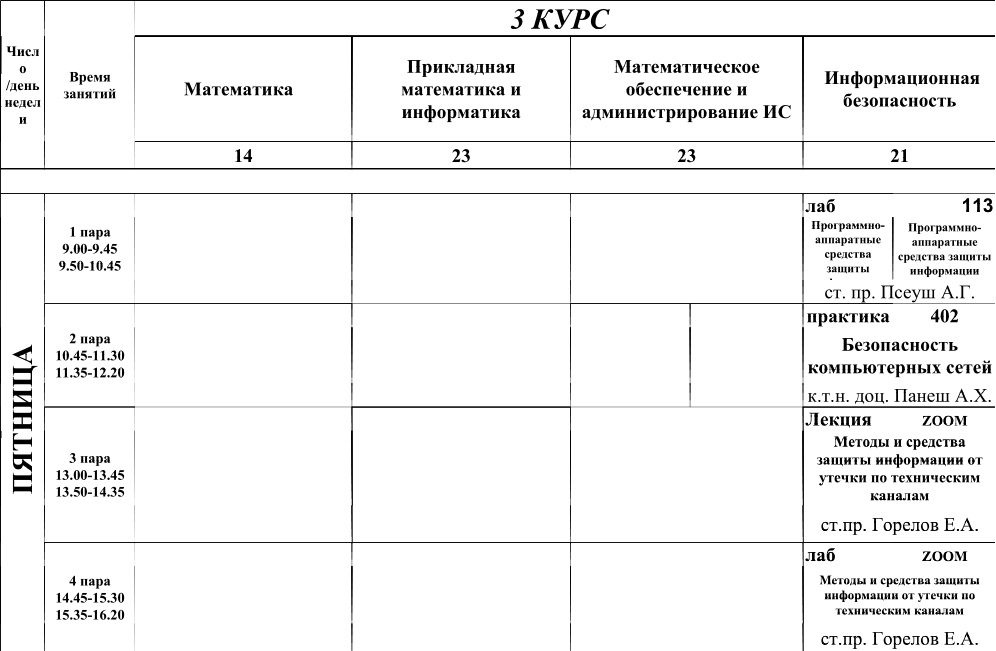 3 КУРС
Числ
о
/день
недел
и
Время
занятий
Математика
Прикладная
математика и
информатика
Математическое
обеспечение и
администрирование ИС
Информационная
безопасность
14
23
23
21
ПЯТНИЦА
1 пара
9.00-9.45
9.50-10.45
лаб 113
Программно-
аппаратные
средства
защиты
Программно-
аппаратные
средства защиты
информации
ст. пр. Псеуш А.Г.
2 пара
10.45-11.30
11.35-12.20
практика 402
Безопасность
компьютерных сетей
к.т.н. доц. Панеш А.Х.
3 пара
13.00-13.45
13.50-14.35
Лекция ZOOM
Методы и средства
защиты информации от
утечки по техническим
каналам
ст.пр. Горелов Е.А.
4 пара
14.45-15.30
15.35-16.20
лаб ZOOM
Методы и средства защиты
информации от утечки по
техническим каналам
ст.пр. Горелов Е.А.